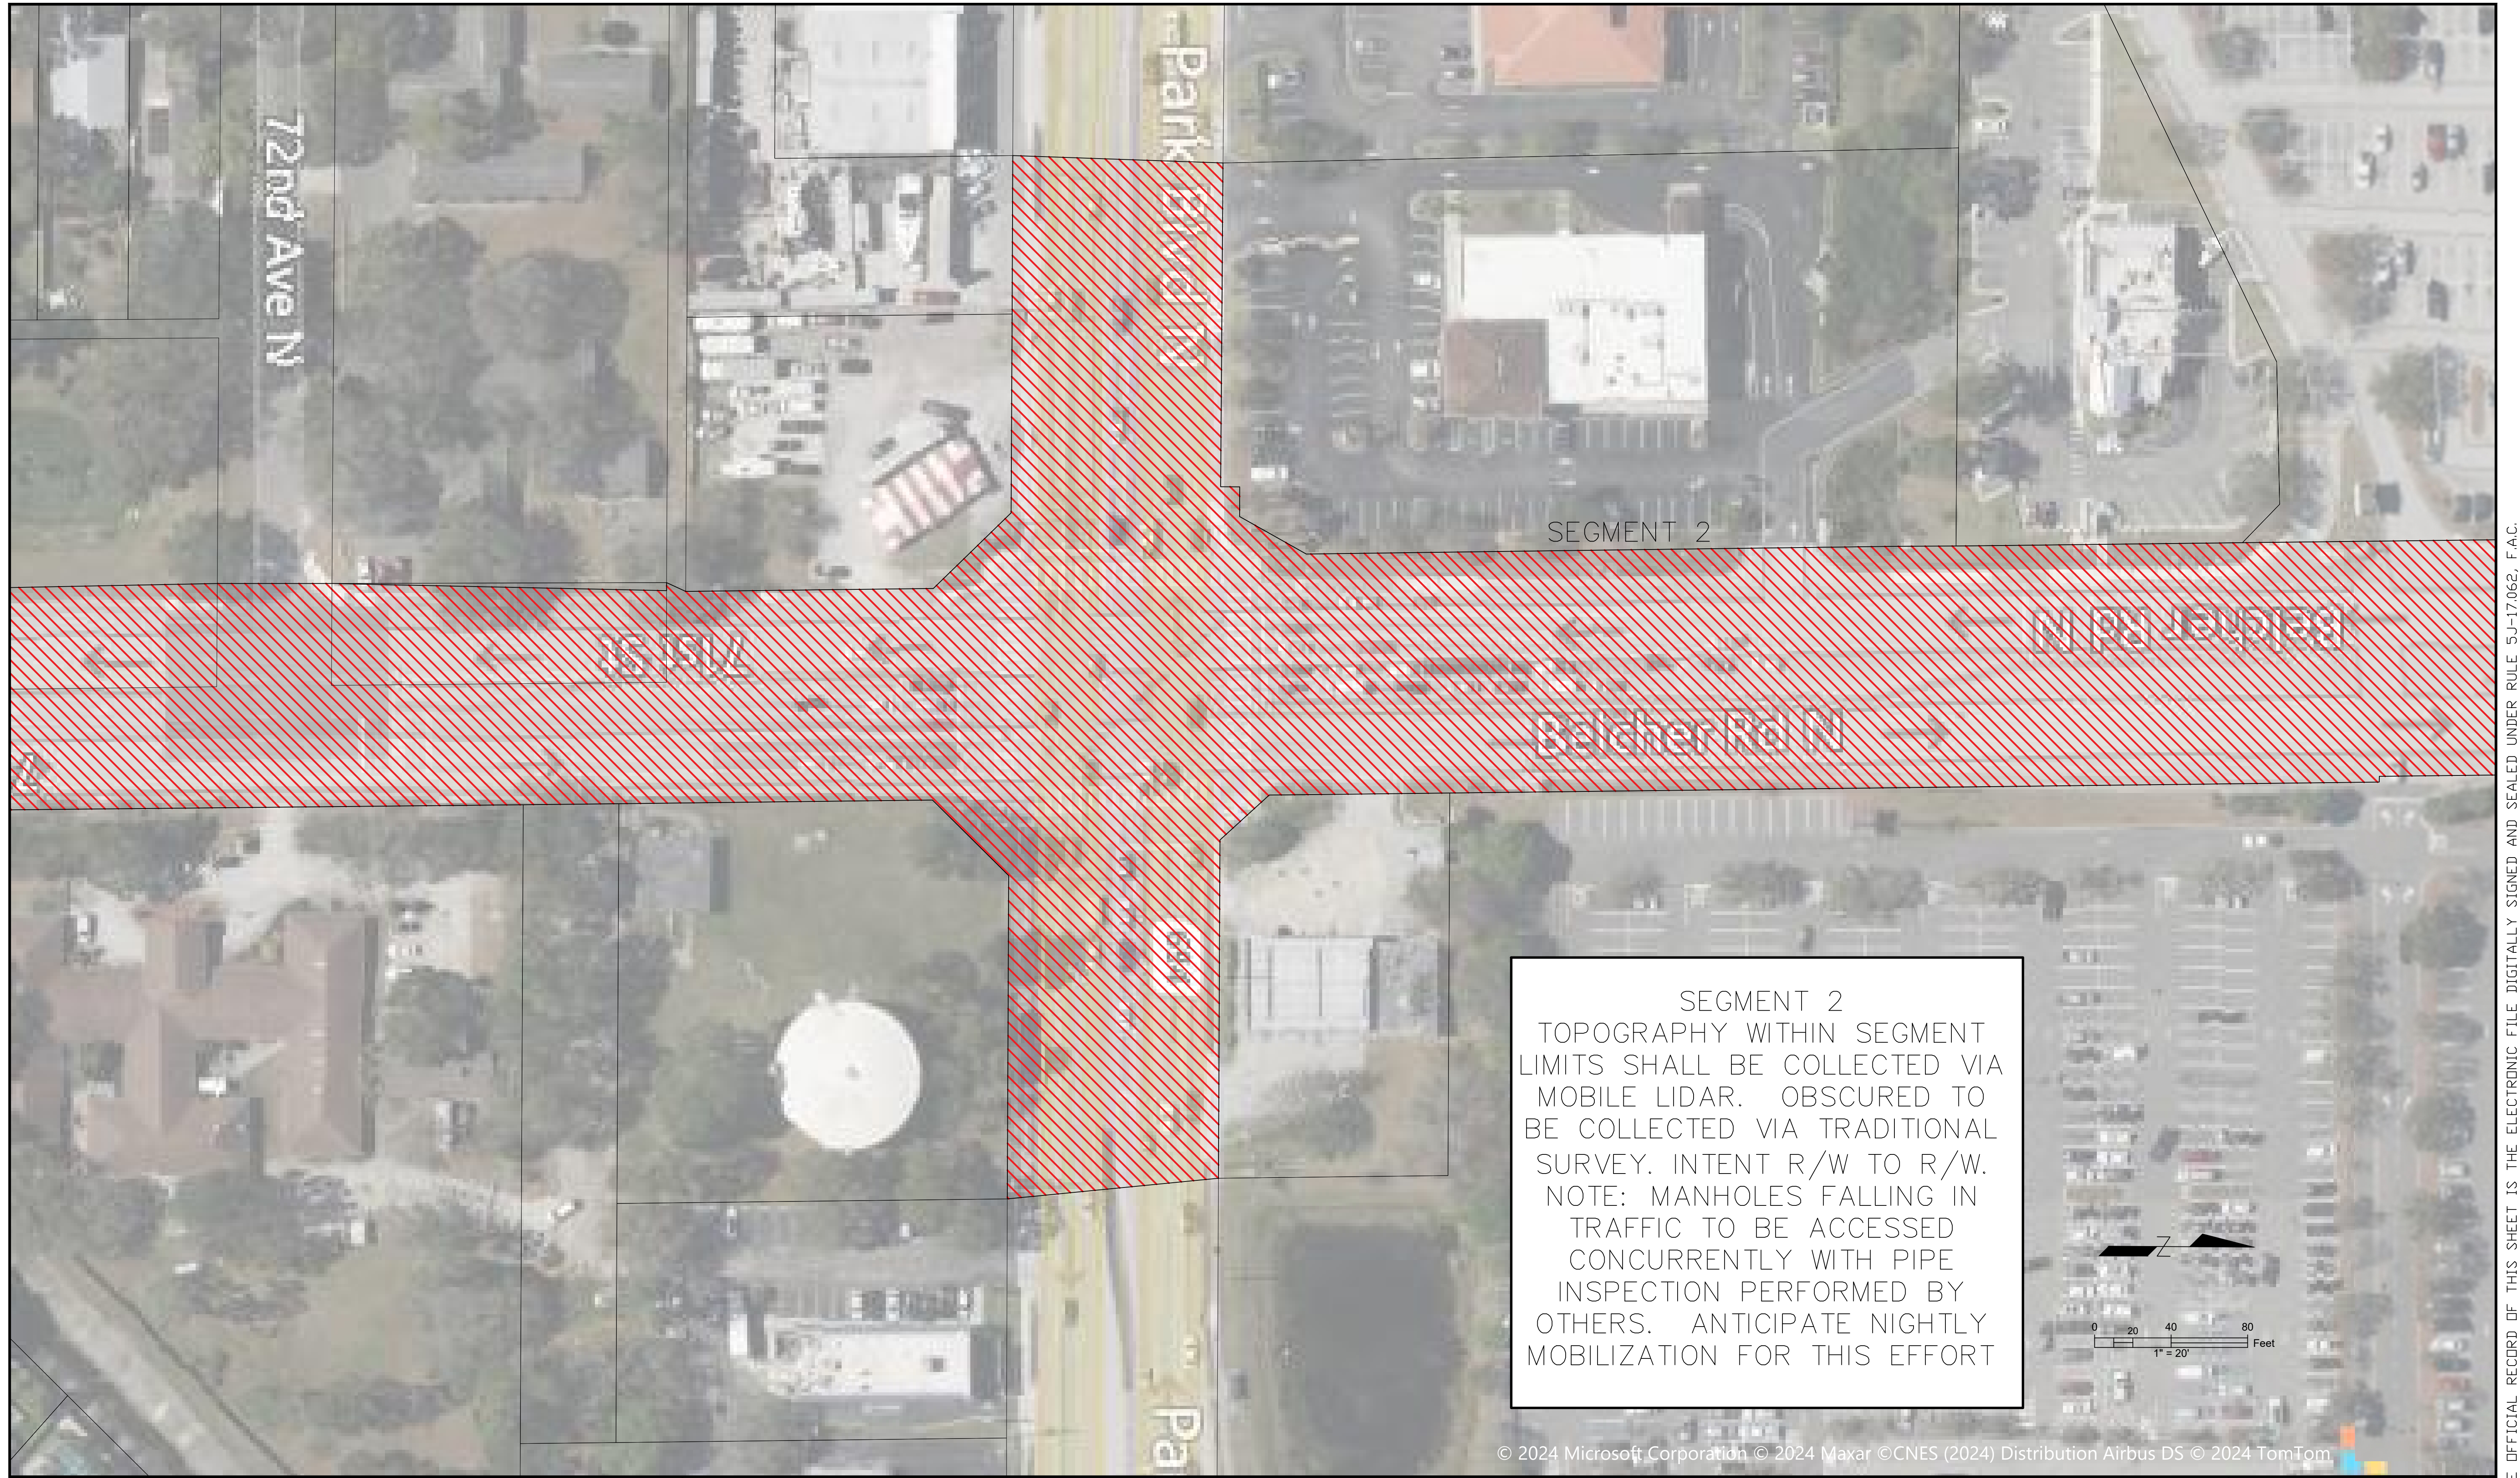 72nd Ave N
Park Blvd N
SEGMENT 2
71st St
Belcher Rd N
Belcher Rd N
7
694
SEGMENT 2
TOPOGRAPHY WITHIN SEGMENT
LIMITS SHALL BE COLLECTED VIA
MOBILE LIDAR. OBSCURED TO
BE COLLECTED VIA TRADITIONAL
SURVEY. INTENT R/W TO R/W.
NOTE: MANHOLES FALLING IN
TRAFFIC TO BE ACCESSED
CONCURRENTLY WITH PIPE
INSPECTION PERFORMED BY
OTHERS. ANTICIPATE NIGHTLY
MOBILIZATION FOR THIS EFFORT
Z
0 20 40 80
Feet
1" = 20'
Pa
© 2024 Microsoft Corporation © 2024 Maxar ©CNES (2024) Distribution Airbus DS © 2024 TomTom
OFFICIAL RECORD OF THIS SHEET IS THE ELECTRONIC FILE DIGITALLY SIGNED AND SEALED UNDER RULE 5J-17.062, F.A.C.